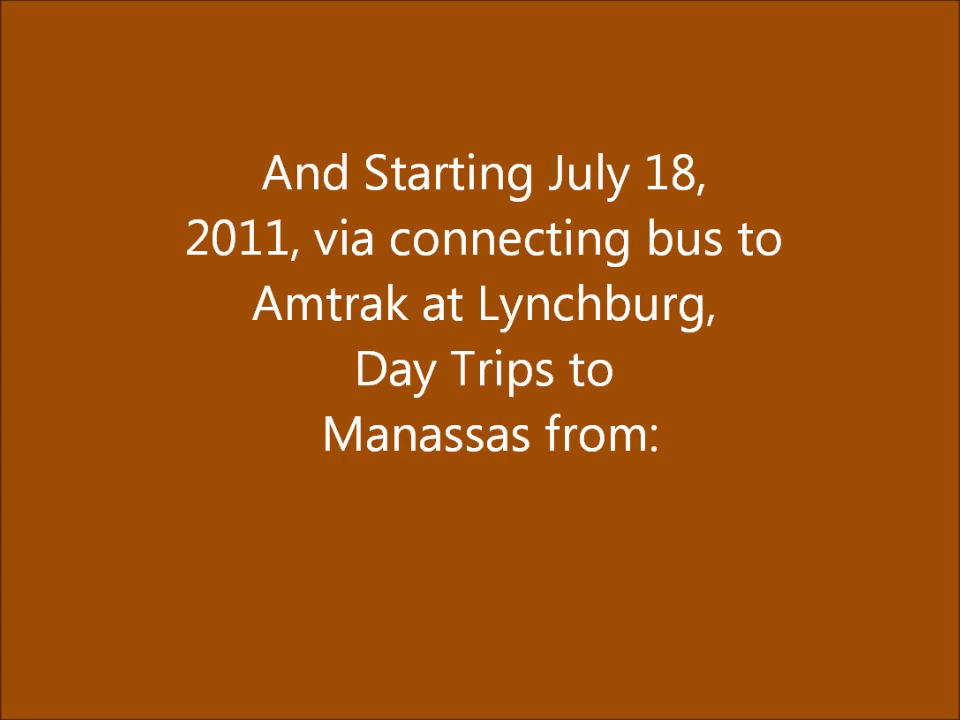 And Starting July 18,
2011, via connecting bus to
Amtrak at Lynchburg,
Day Trips to
Manassas from: